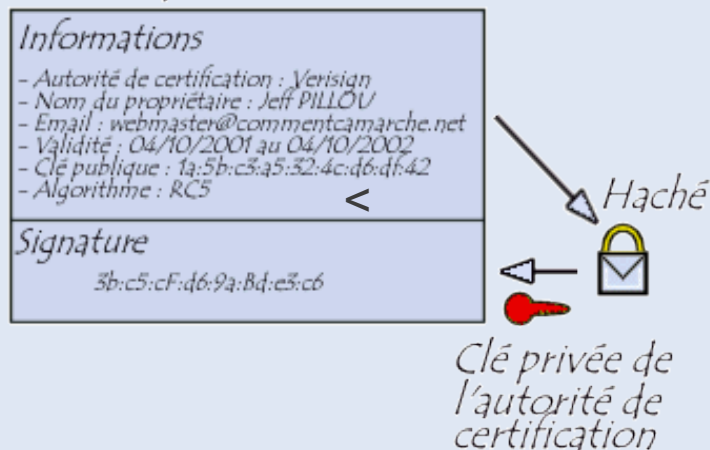 Informations
- Autorité de certification : Verisign
- Nom du propriétaire : Jeff PILLOU
- Email : webmaster@commentcamarche.net
- Validité : 04/10/2001 au 04/10/2002
- Clé publique : 1a:5b:c3:a5:32:4c:d6:df:42
- Algorithme : RC5
<
Haché
Signature
3b:c5:cF:d6:9a:Bd:e3:c6
Clé privée de
l'autorité de
certification